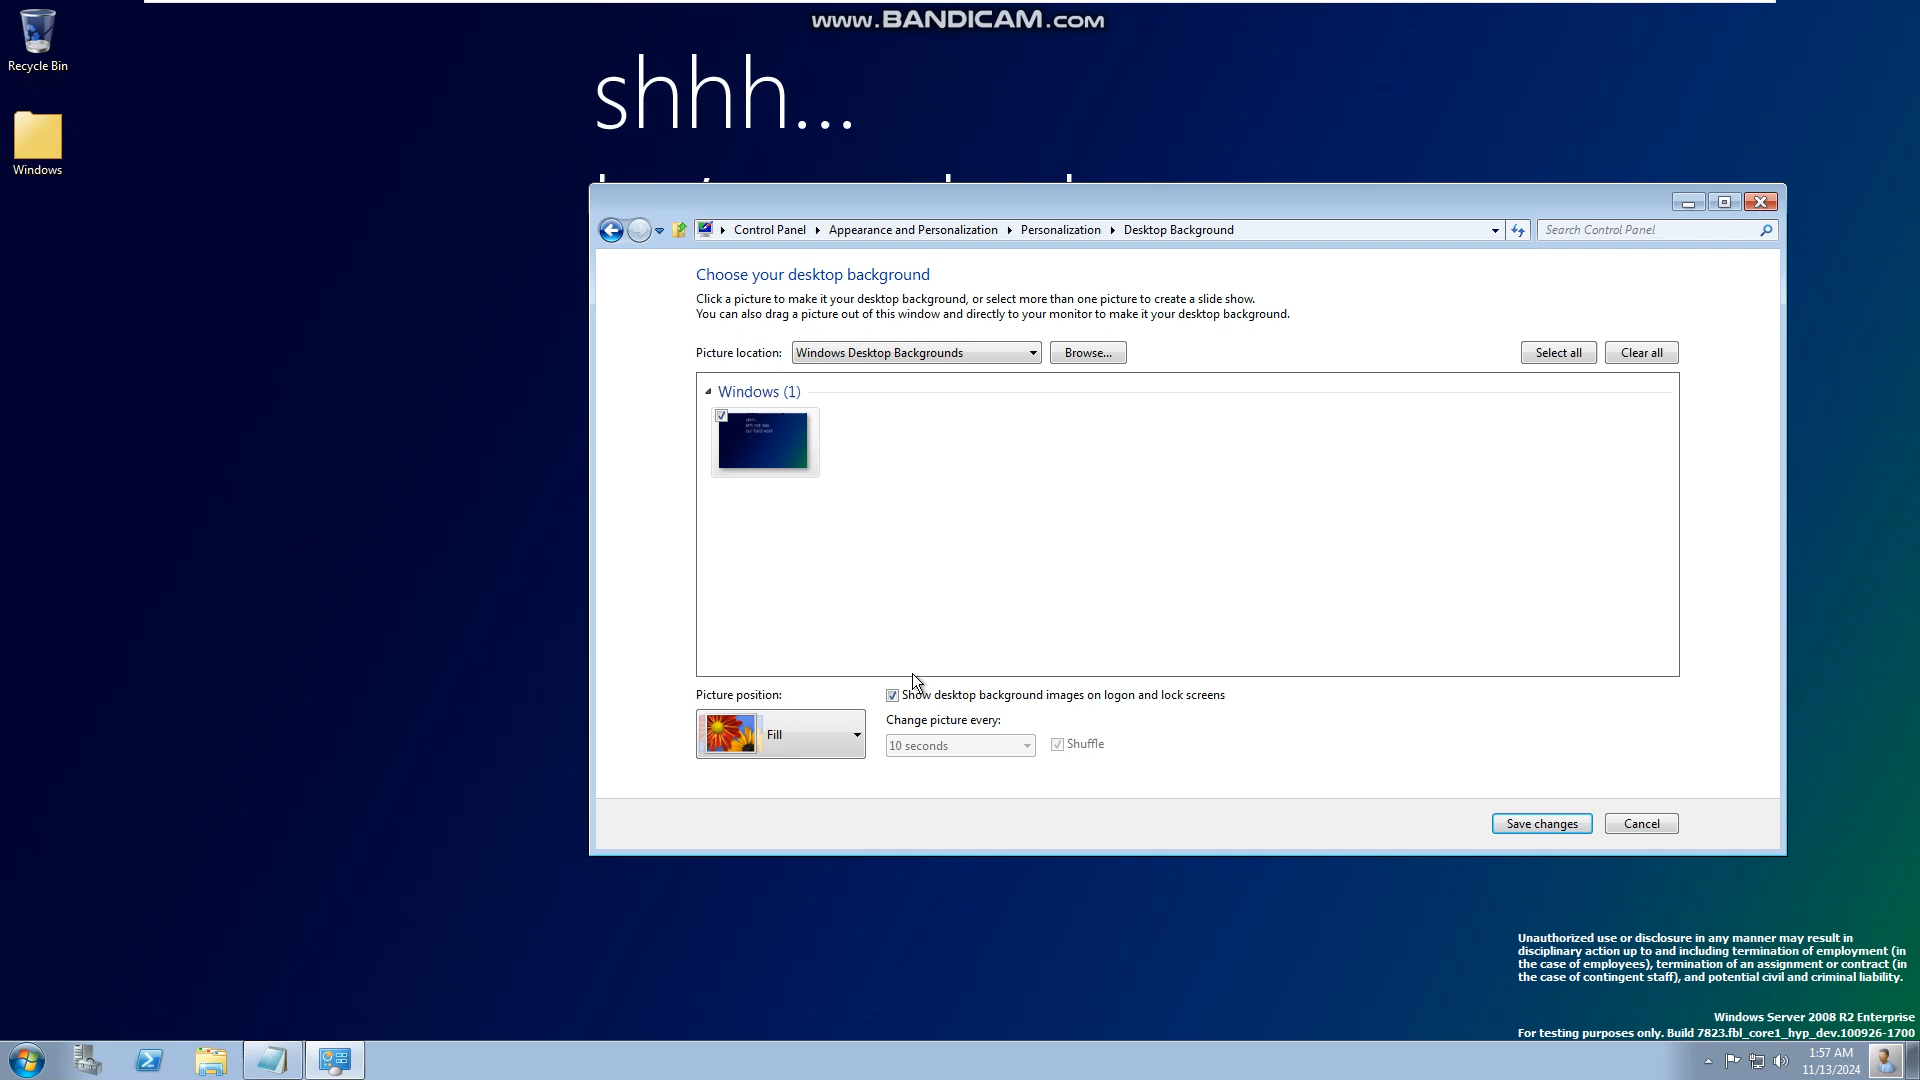 www.BANDICAM.com
Recycle Bin
Windows
shhh...
Control Panel
Appearance and Personalization
Personalization
Desktop Background
Search Control Panel
Choose your desktop background
Click a picture to make it your desktop background, or select more than one picture to create a slide show.
You can also drag a picture out of this window and directly to your monitor to make it your desktop background.
Picture location:
Windows Desktop Backgrounds
Browse...
Select all
Clear all
Windows (1)
Picture position:
Fill
Show desktop background images on logon and lock screens
Change picture every:
10 seconds
Shuffle
Save changes
Cancel
Unauthorized use or disclosure in any manner may result in
disciplinary action up to and including termination of employment (in
the case of employees), termination of an assignment or contract (in
the case of contingent staff), and potential civil and criminal liability.
Windows Server 2008 R2 Enterprise
For testing purposes only. Build 7823.fbl_core1_hyp_dev.100926-1700
1:57 AM
11/13/2024